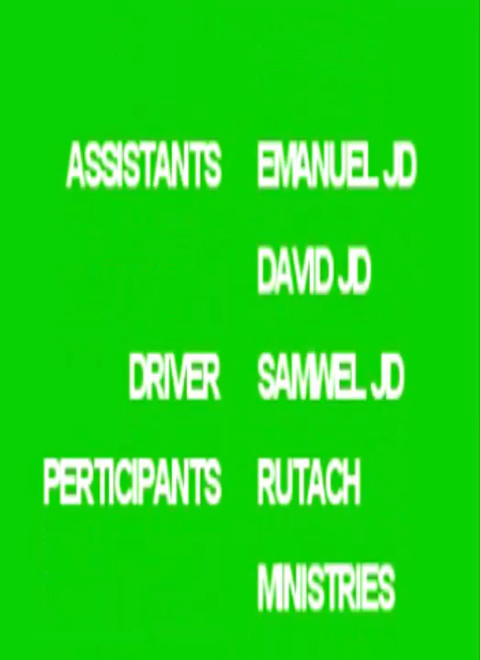 ASSISTANTS EMANUEL JD
DAVID JD
DRIVER SAMWEL JD
PERTICIPANTS RUTACH
MINISTRIES